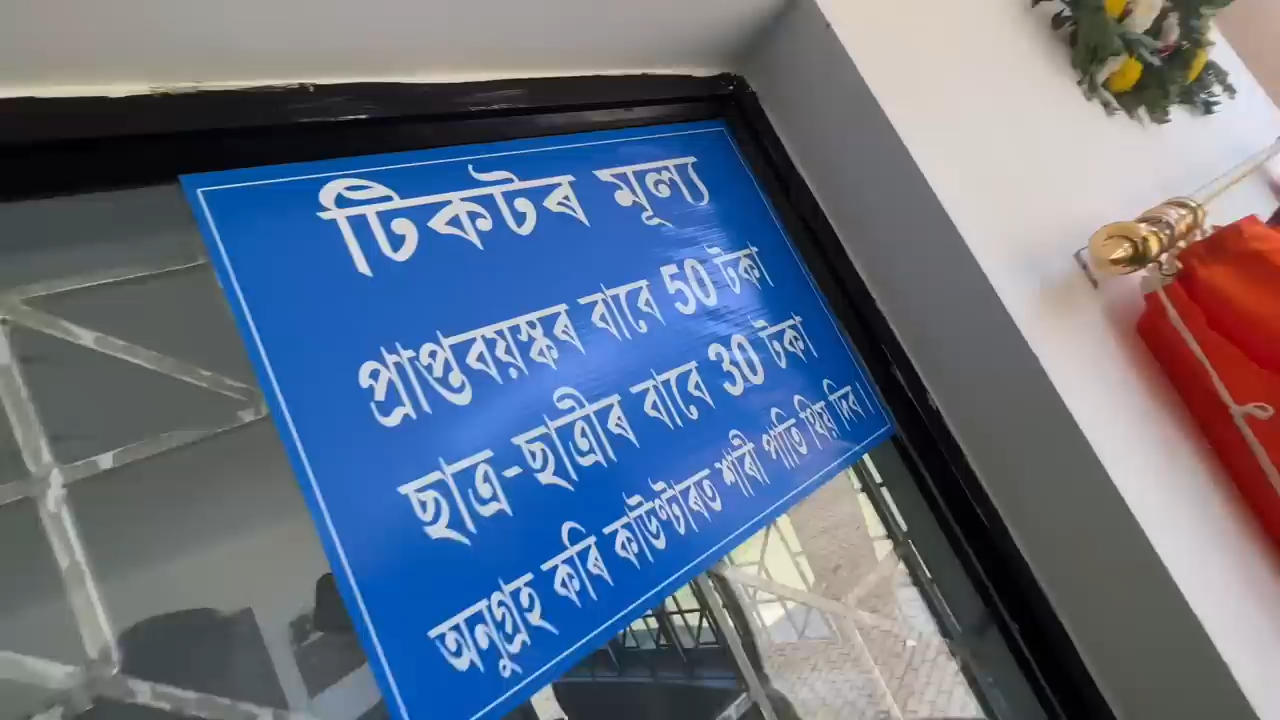 টিকটৰ মূল্য
প্ৰাপ্তবয়স্কৰ বাবে 50 টকা
ছাত্ৰ-ছাত্ৰীৰ বাবে 30 টকা
অনুগ্ৰহ কৰি কাউণ্টাৰত শাৰী পাতি থিয় দিব।